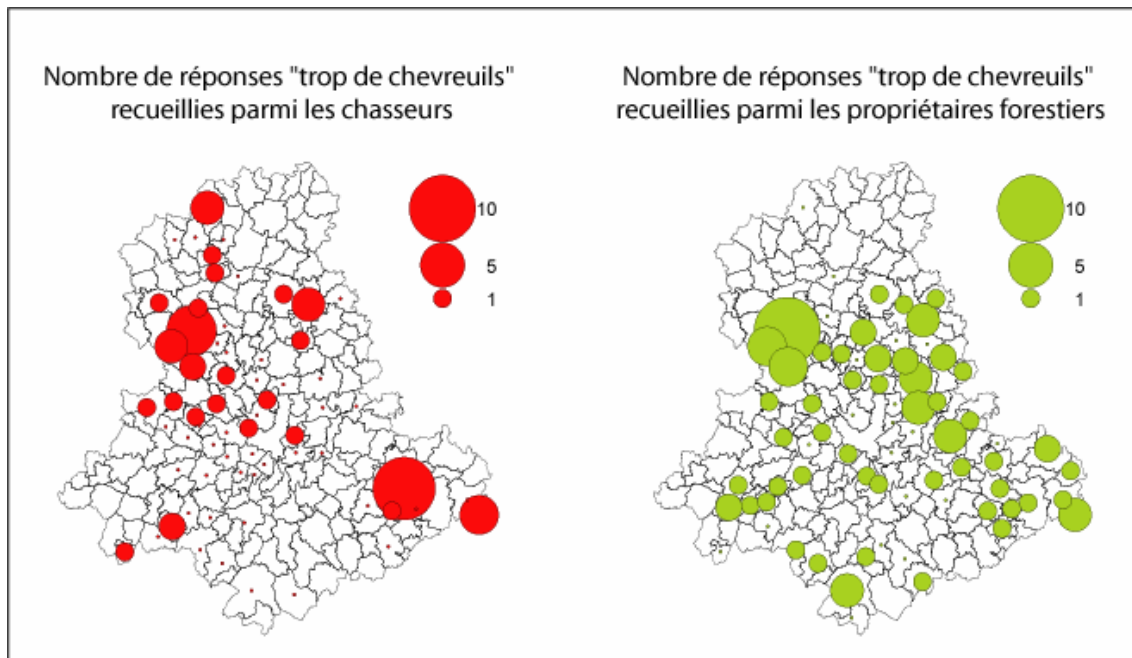 Nombre de réponses "trop de chevreuils"
recueillies parmi les chasseurs
10
5
1
Nombre de réponses "trop de chevreuils"
recueillies parmi les propriétaires forestiers
10
5
1